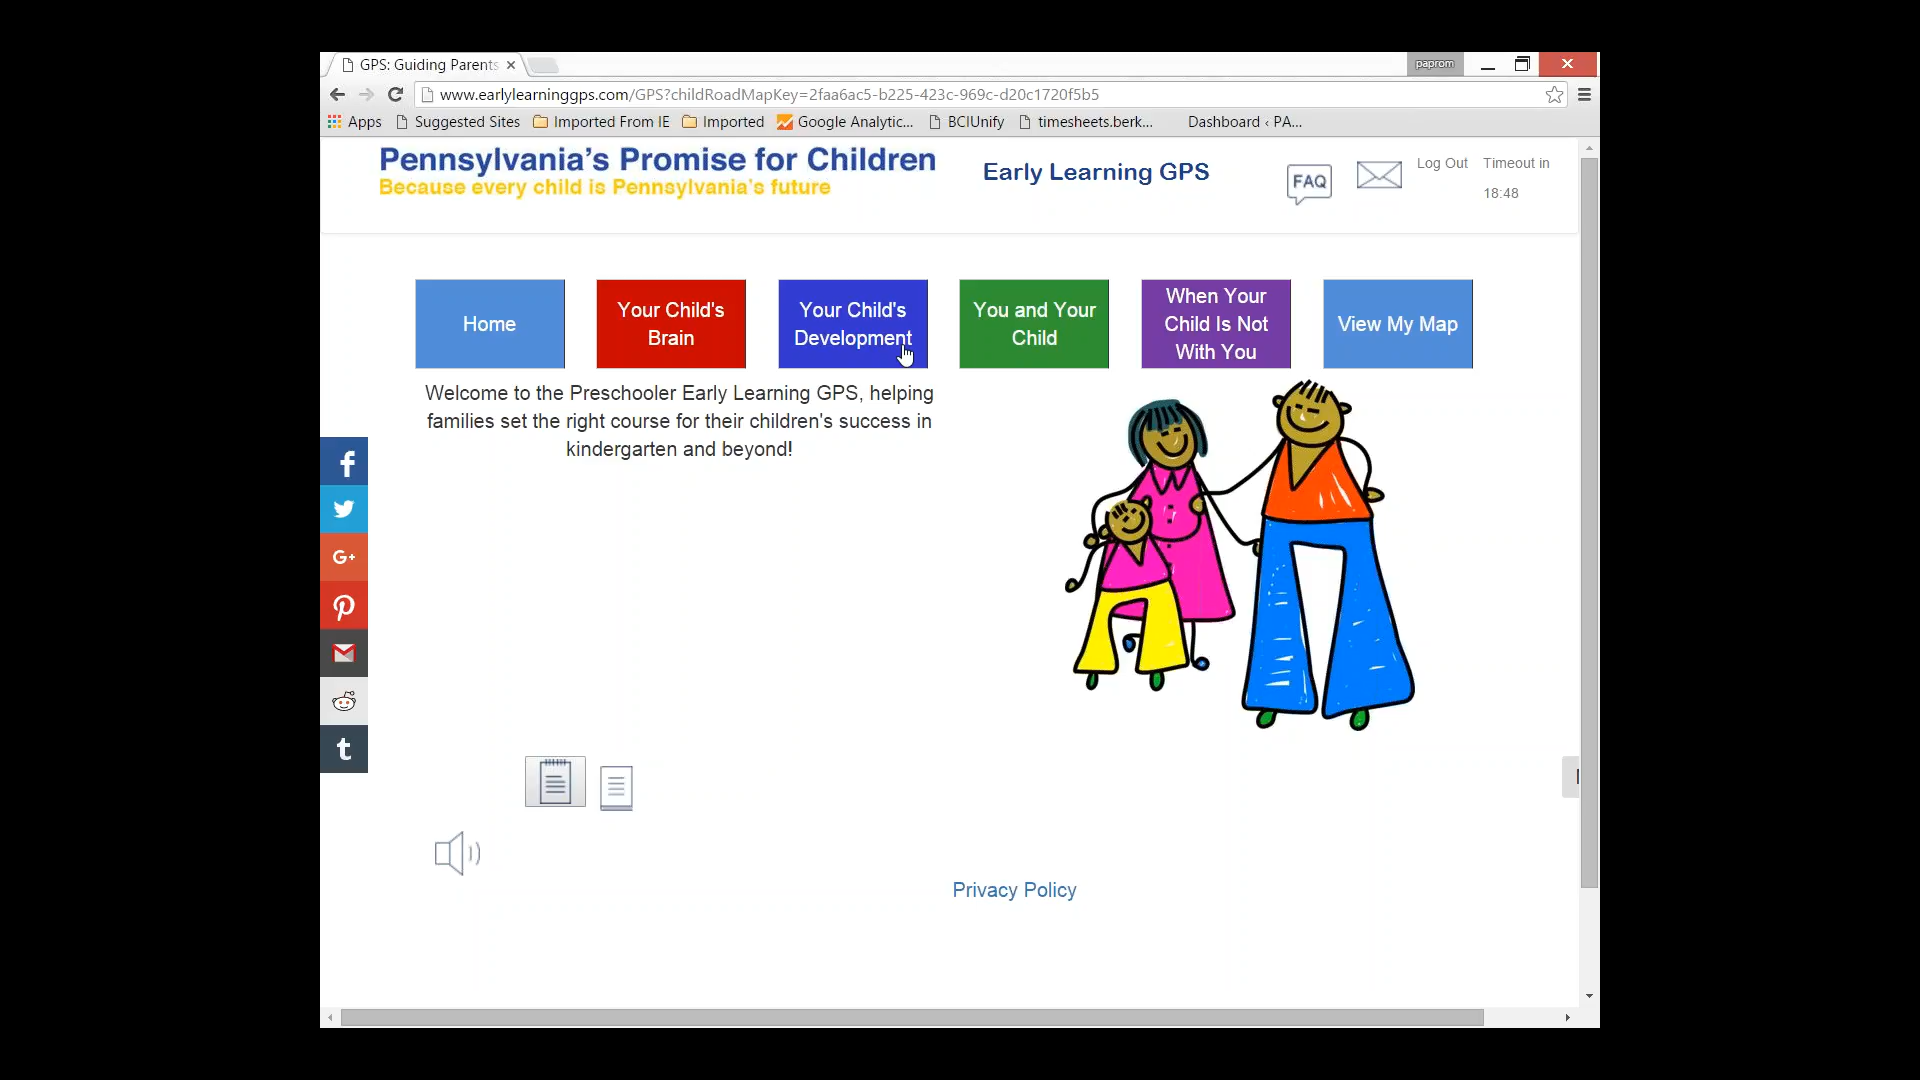 GPS: Guiding Parents
paprom
www.earlylearninggps.com/GPS?childRoadMapKey=2faa6ac5-b225-423c-969c-d20c1720f5b5
Apps Suggested Sites Imported From IE Imported Google Analytic... BCIUnify timesheets.berk... Dashboard ‹ PA...
Pennsylvania's Promise for Children
Because every child is Pennsylvania's future
Early Learning GPS
FAQ
Log Out
Timeout in
18:48
Home
Your Child's
Brain
Your Child's
Development
You and Your
Child
When Your
Child Is Not
With You
View My Map
Welcome to the Preschooler Early Learning GPS, helping
families set the right course for their children's success in
kindergarten and beyond!
f
G+
t
Privacy Policy